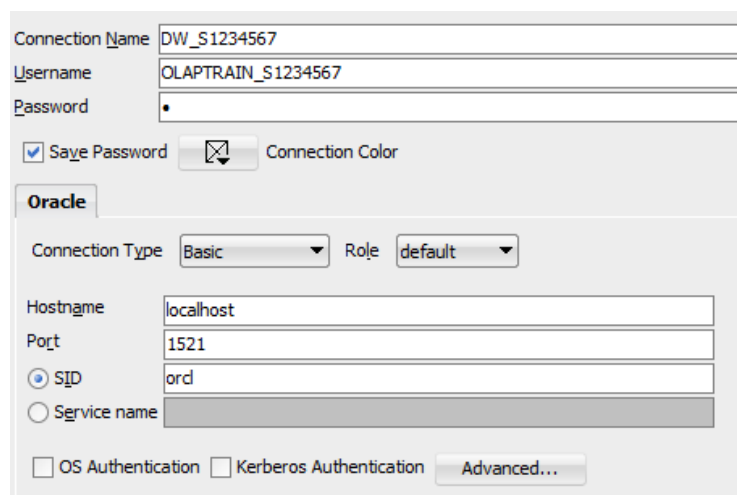 Connection Name DW_S1234567
Username OLAPTRAIN_S1234567
Password •
Save Password Connection Color
Oracle
Connection Type Basic Role default
Hostname localhost
Port 1521
SID orcl
Service name
OS Authentication Kerberos Authentication Advanced...